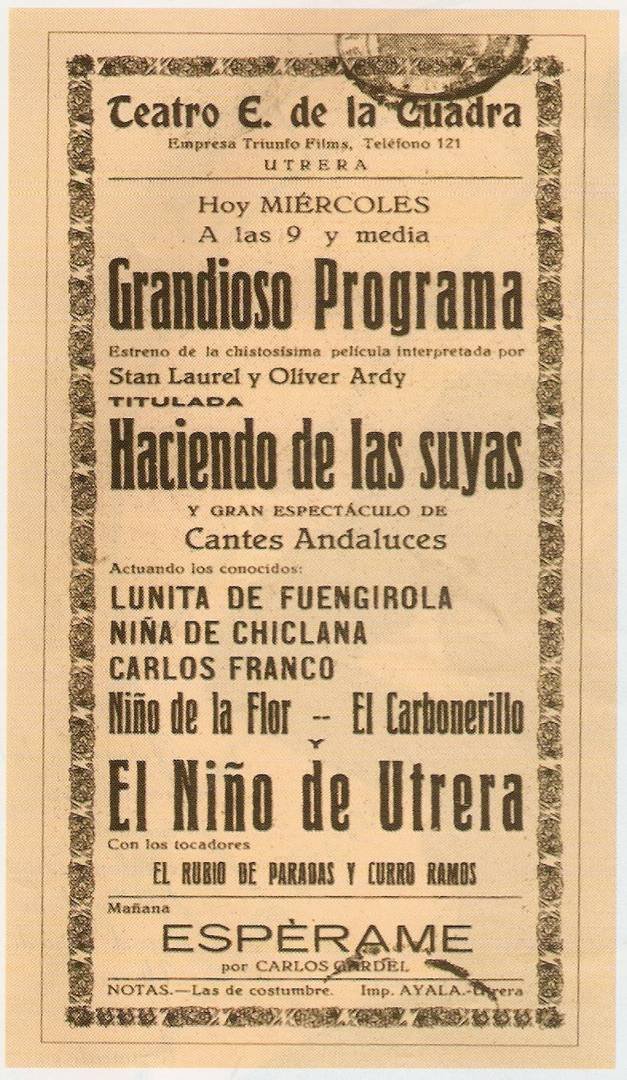 Teatro E. de la Cuadra
Empresa Triunfo Films, Teléfono 121
UTRERA
Hoy MIÉRCOLES
A las 9 y media
Grandioso Programa
Estreno de la chistosísima película interpretada por
Stan Laurel y Oliver Ardy
TITULADA
Haciendo de las suyas
Y GRAN ESPECTÁCULO DE
Cantes Andaluces
Actuando los conocidos:
LUNITA DE FUENGIROLA
NIÑA DE CHICLANA
CARLOS FRANCO
Niño de la Flor -- El Carbonerillo
Y
El Niño de Utrera
Con los tocadores
EL RUBIO DE PARADAS Y CURRO RAMOS
Mañana
ESPÈRAME
por CARLOS GARDEL
NOTAS.—Las de costumbre. Imp. AYALA.-Utrera